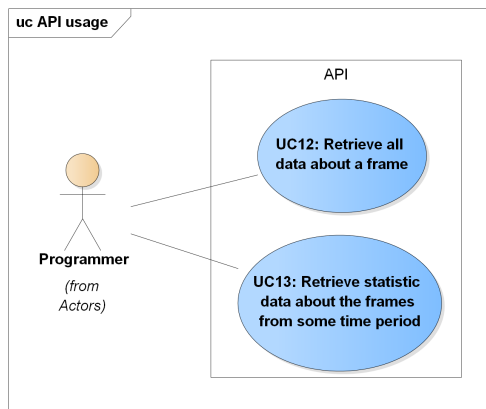 uc API usage
API
UC12: Retrieve all
data about a frame
Programmer
(from
Actors)
UC13: Retrieve statistic
data about the frames
from some time period